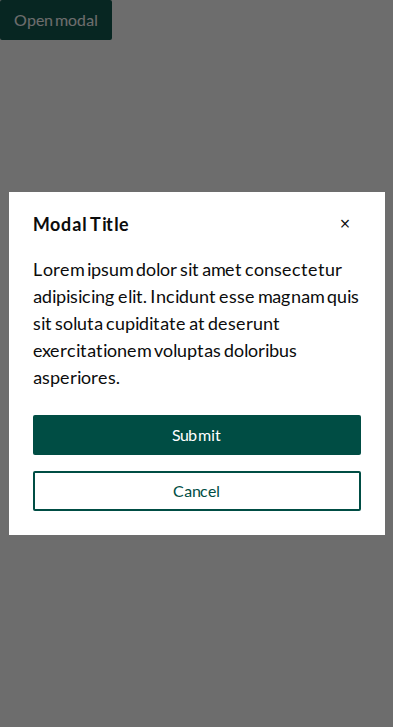 Open modal
Modal Title ×
Lorem ipsum dolor sit amet consectetur
adipisicing elit. Incidunt esse magnam quis
sit soluta cupiditate at deserunt
exercitationem voluptas doloribus
asperiores.
Submit
Cancel